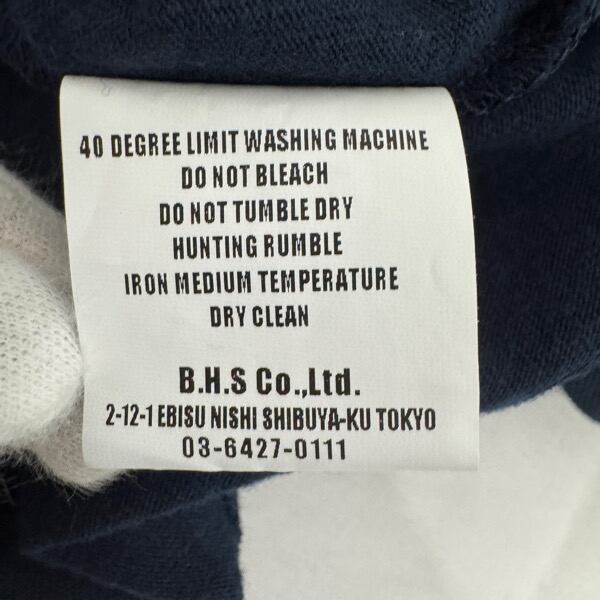 40 DEGREE LIMIT WASHING MACHINE
DO NOT BLEACH
DO NOT TUMBLE DRY
HUNTING RUMBLE
IRON MEDIUM TEMPERATURE
DRY CLEAN
B.H.S Co.,Ltd.
2-12-1 EBISU NISHI SHIBUYA-KU TOKYO
03-6427-0111